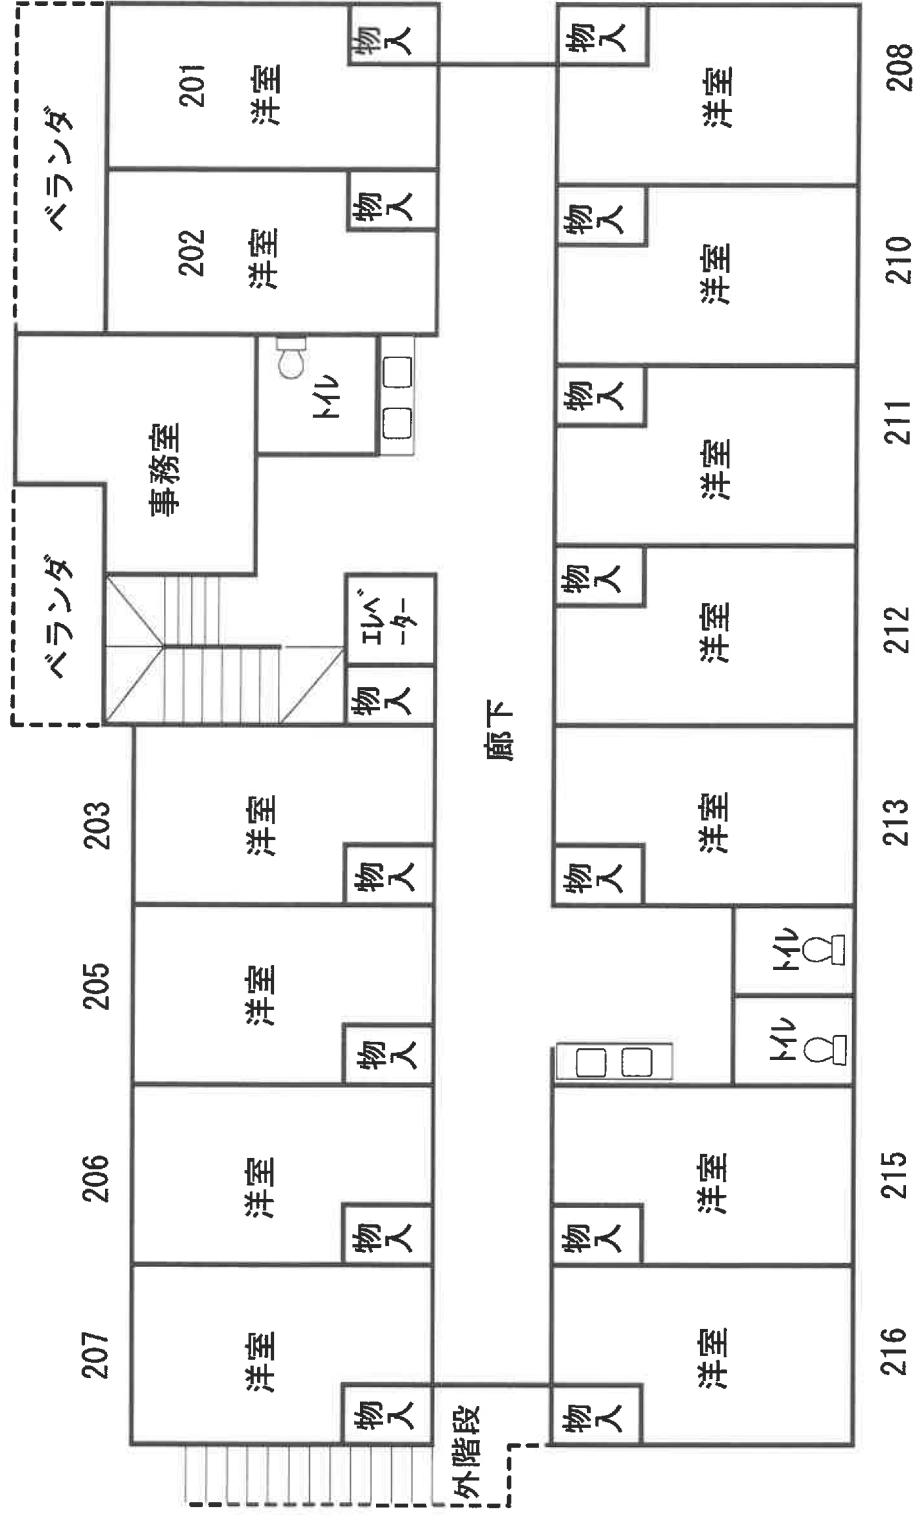 ベランダ
ベランダ
207
206
205
203
事務室
202
201
洋室
洋室
洋室
洋室
洋室
洋室
トイレ
物
入
物
入
物
入
物
入
物
入
エレベ
ーター
物
入
物
入
外階段
廊下
物
入
物
入
物
入
物
入
物
入
物
入
物
入
洋室
洋室
洋室
洋室
洋室
洋室
洋室
トイレ
トイレ
216
215
213
212
211
210
208